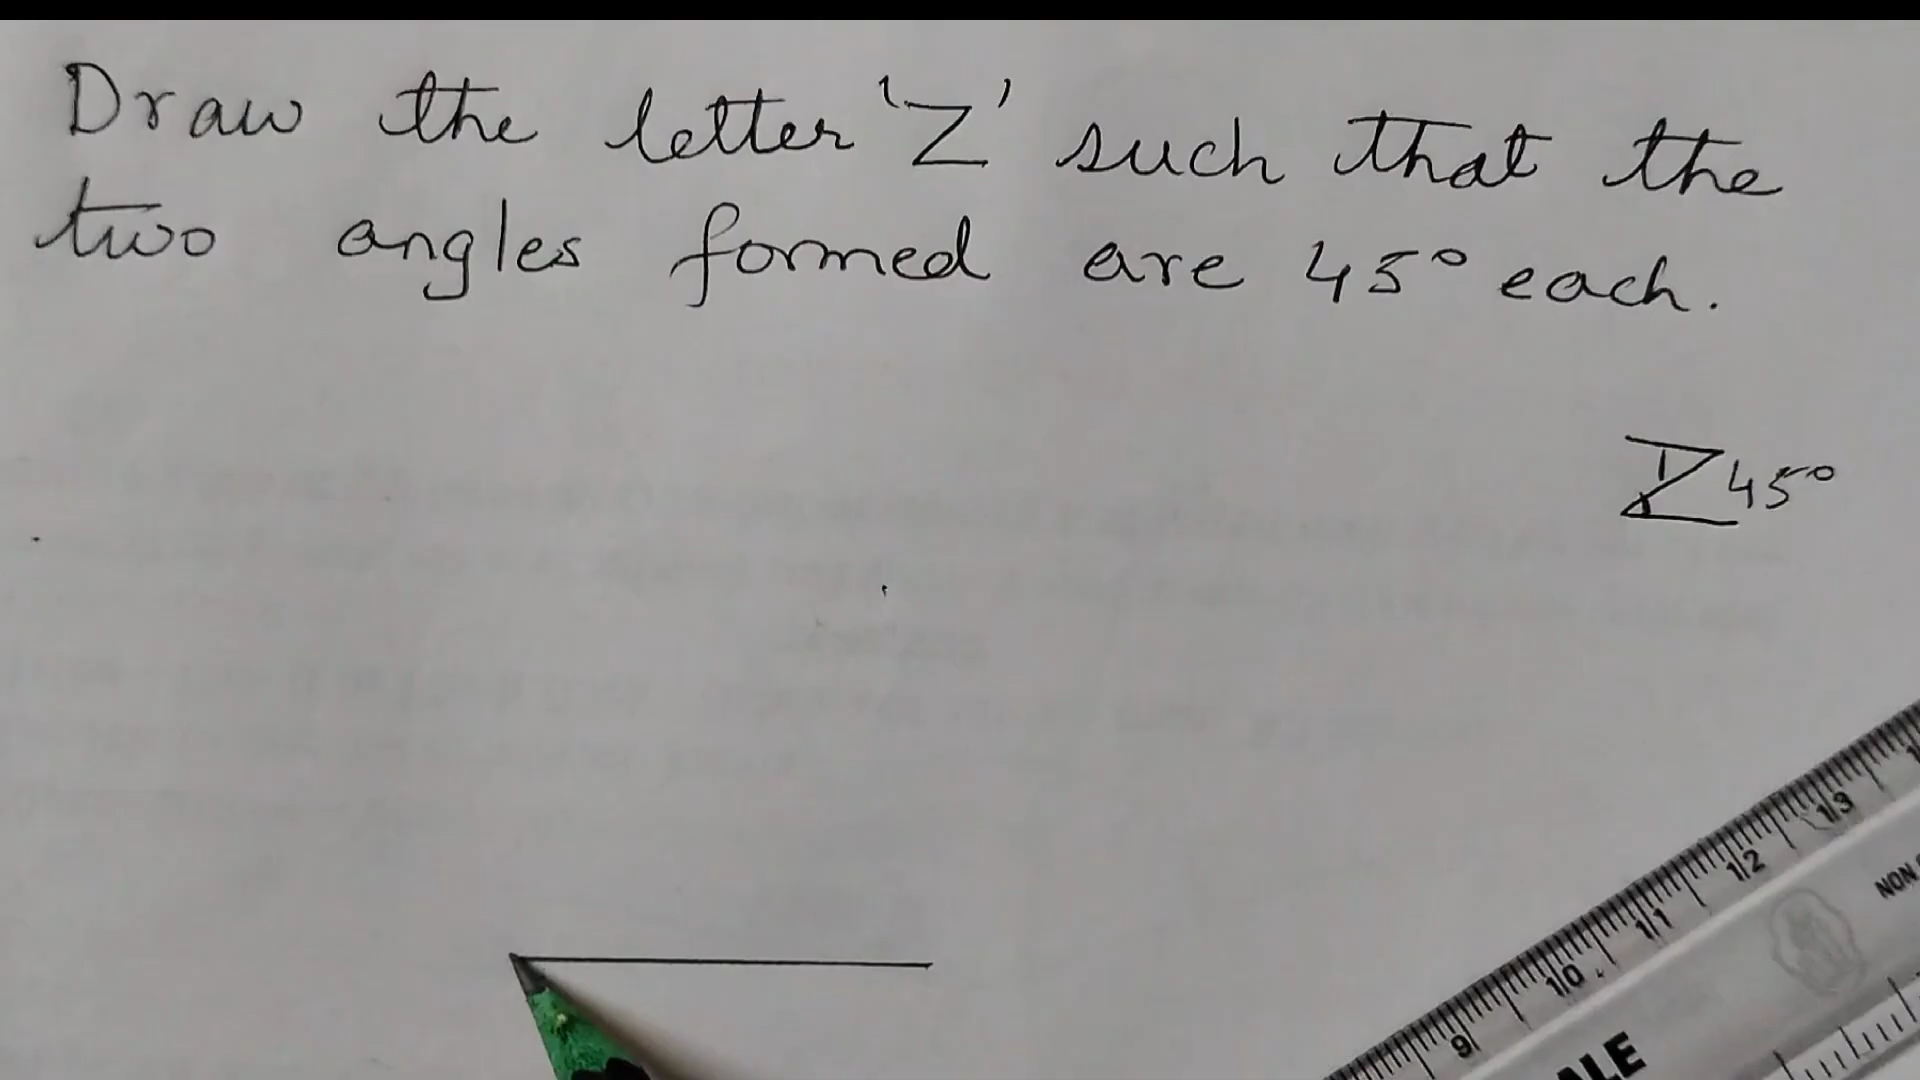 Draw the letter 'Z' such that the
two angles formed are 45° each.
Z 45°
13
12
11
10
9
NON
ALE